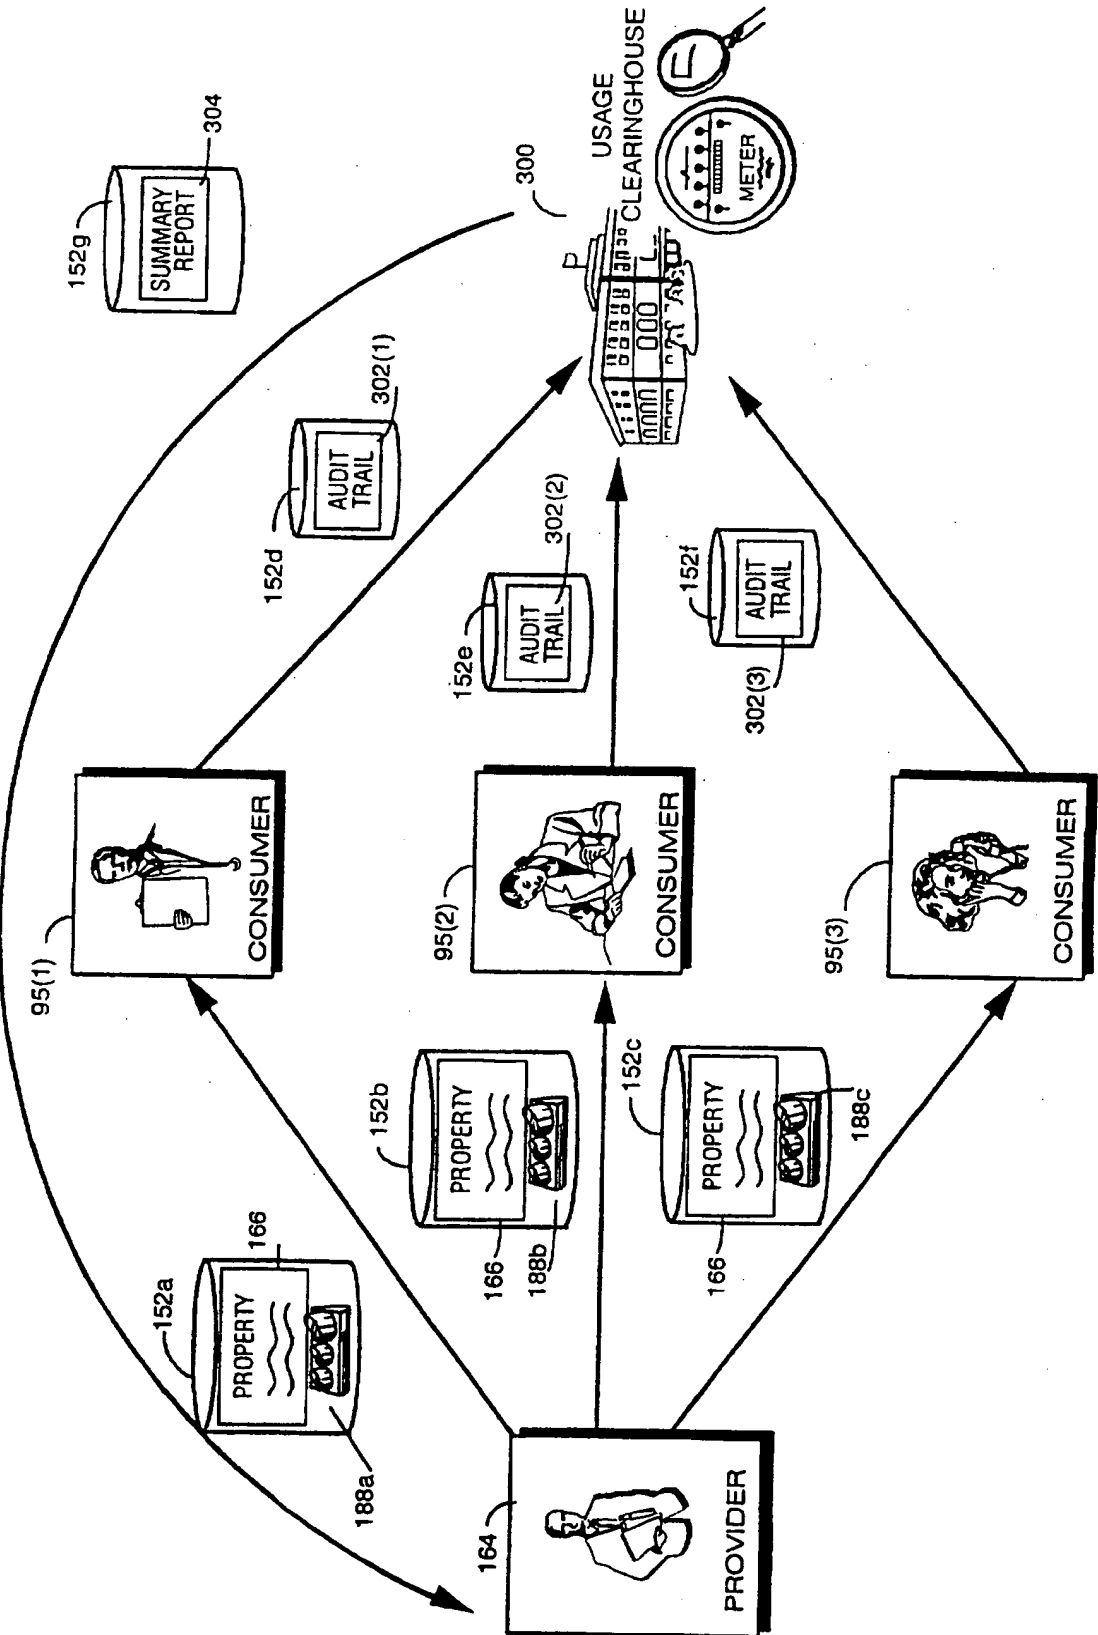 152g
SUMMARY
REPORT
304
300
USAGE
CLEARINGHOUSE
METER
152d
AUDIT
TRAIL
302(1)
152e
AUDIT
TRAIL
302(2)
152f
AUDIT
TRAIL
302(3)
95(1)
CONSUMER
95(2)
CONSUMER
95(3)
CONSUMER
152a
PROPERTY
166
188a
152b
PROPERTY
166
188b
152c
PROPERTY
166
188c
164
PROVIDER